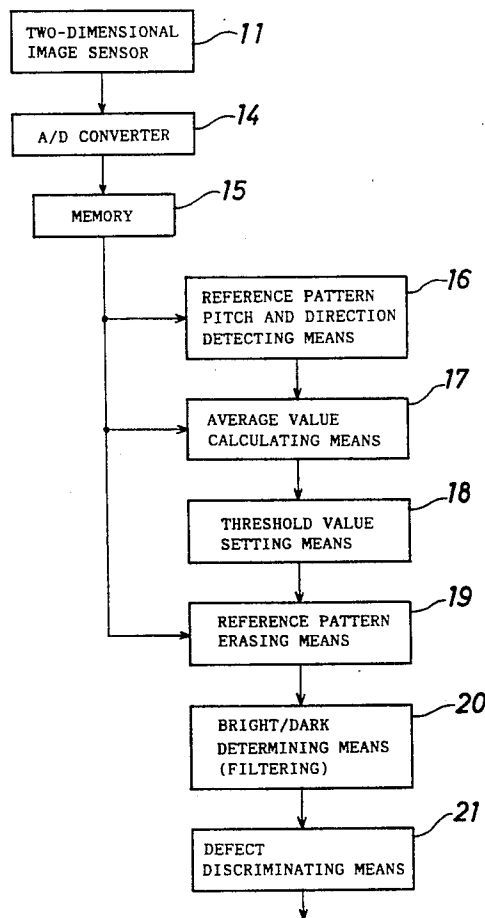 TWO-DIMENSIONAL
IMAGE SENSOR
11
A/D CONVERTER
14
MEMORY
15
REFERENCE PATTERN
PITCH AND DIRECTION
DETECTING MEANS
16
AVERAGE VALUE
CALCULATING MEANS
17
THRESHOLD VALUE
SETTING MEANS
18
REFERENCE PATTERN
ERASING MEANS
19
BRIGHT/DARK
DETERMINING MEANS
(FILTERING)
20
DEFECT
DISCRIMINATING MEANS
21